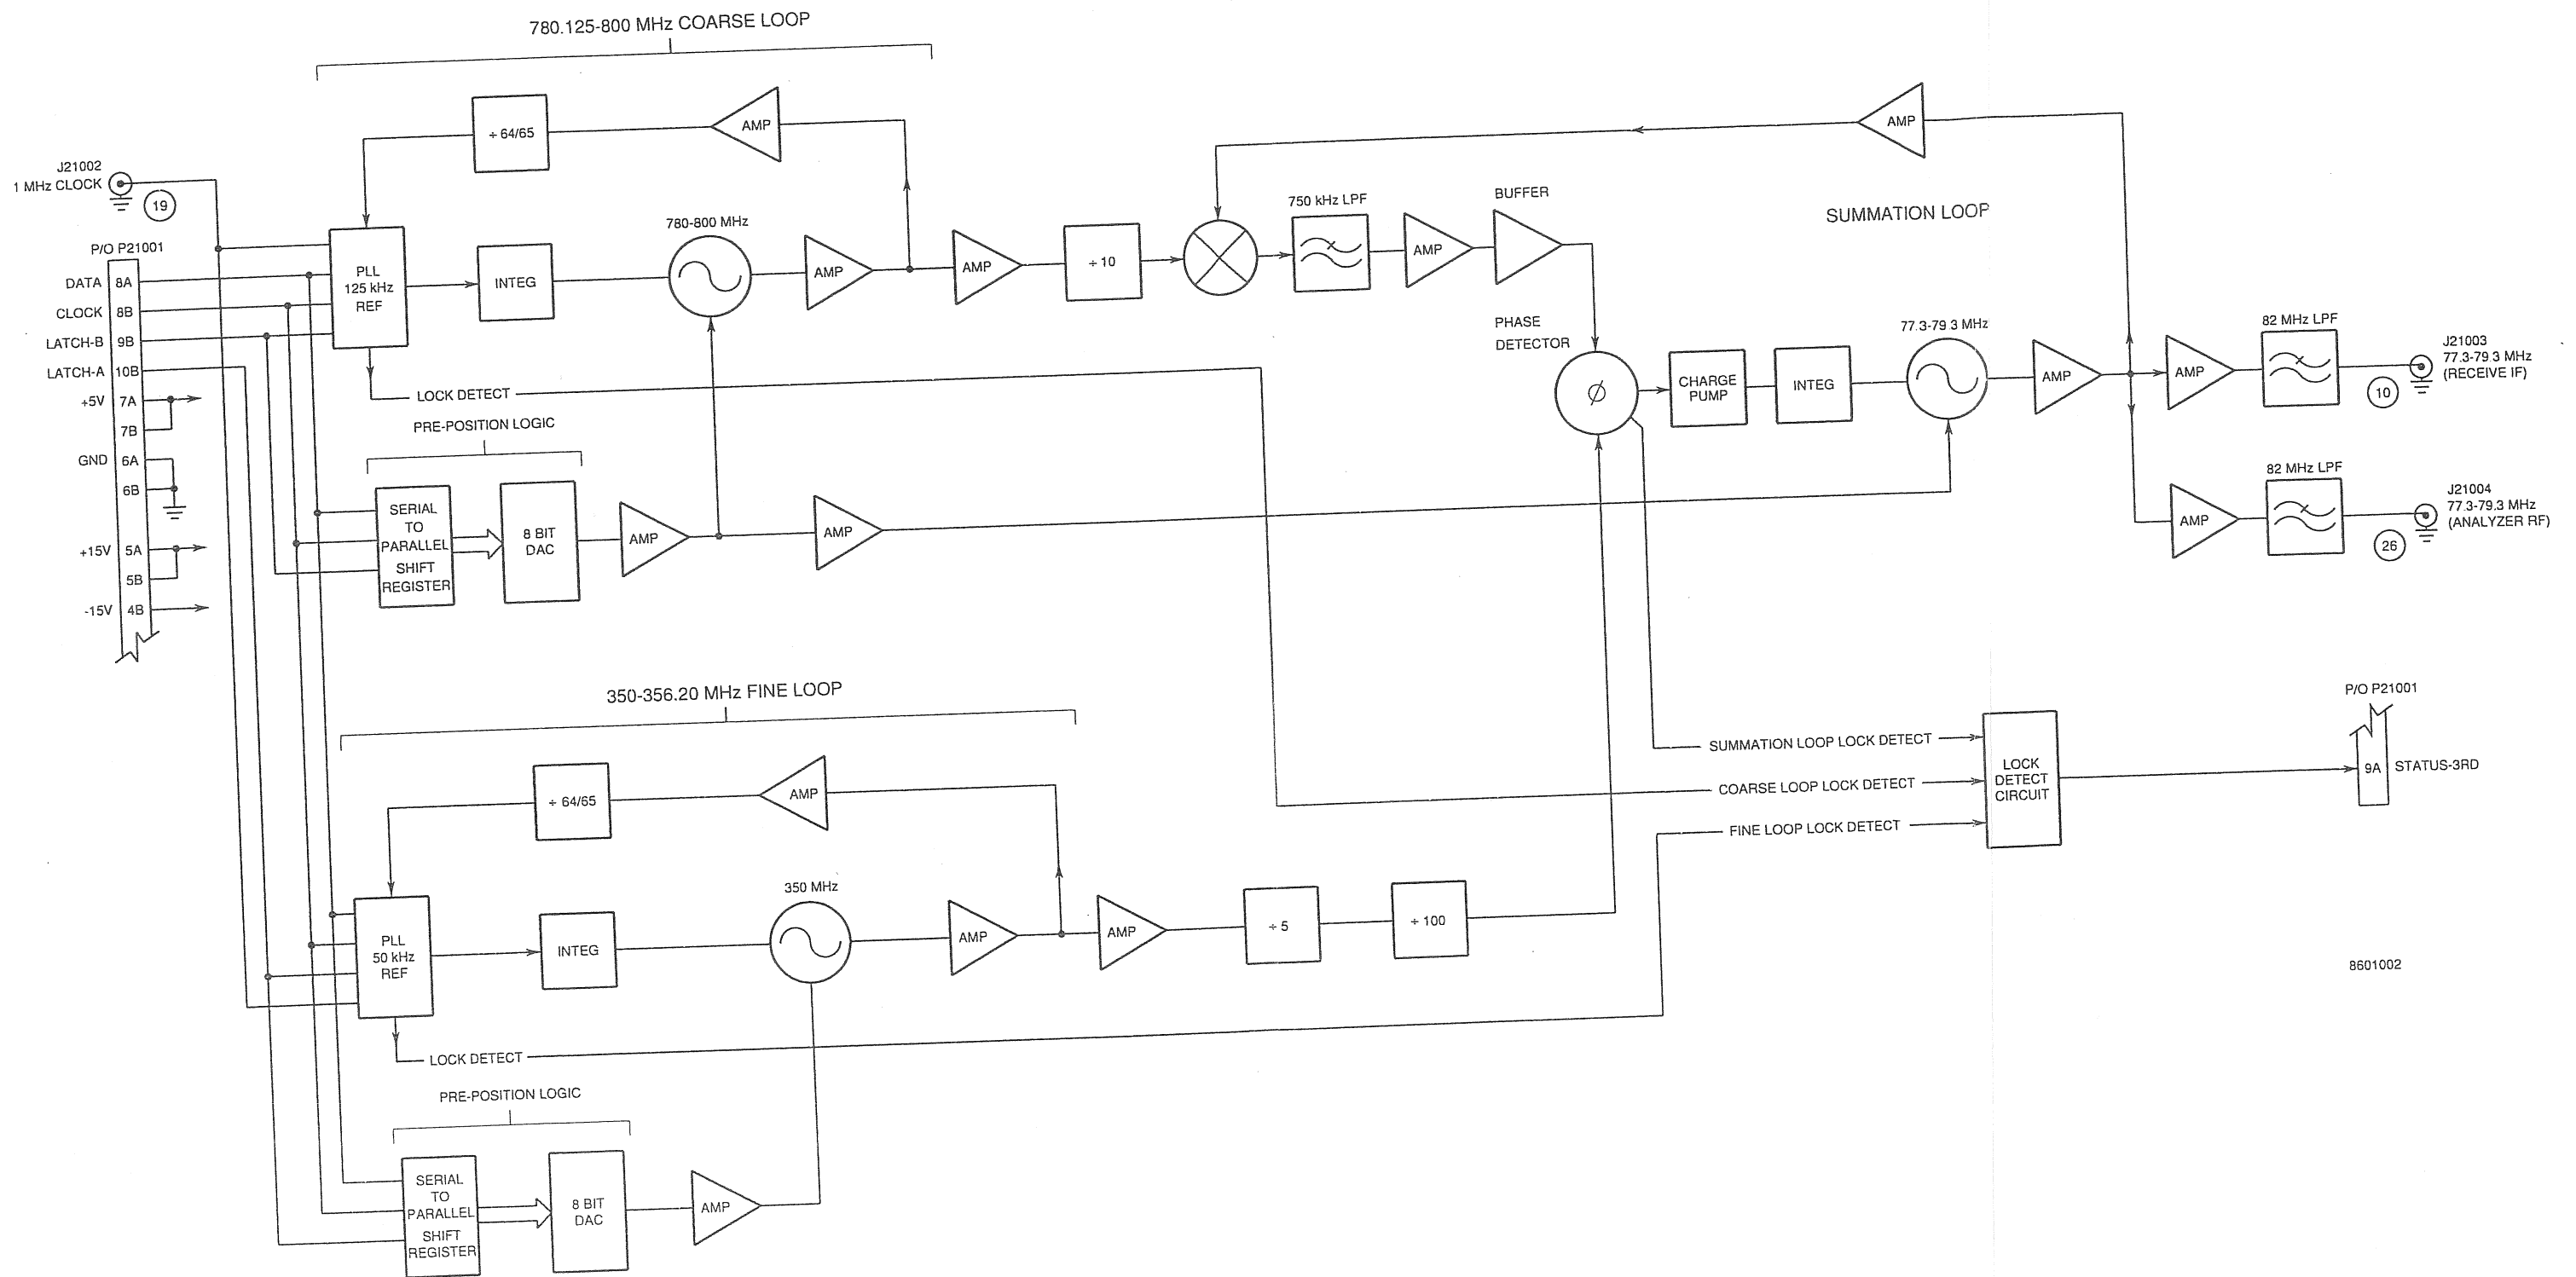 780.125-800 MHz COARSE LOOP
÷ 64/65
AMP
AMP
J21002
1 MHz CLOCK
19
P/O P21001
DATA 8A
CLOCK 8B
LATCH-B 9B
LATCH-A 10B
+5V 7A
7B
GND 6A
6B
+15V 5A
5B
-15V 4B
PLL
125 kHz
REF
INTEG
780-800 MHz
AMP
AMP
÷ 10
750 kHz LPF
AMP
BUFFER
SUMMATION LOOP
PHASE
DETECTOR
Ø
CHARGE
PUMP
INTEG
77.3-79.3 MHz
AMP
AMP
82 MHz LPF
J21003
77.3-79.3 MHz
(RECEIVE IF)
10
AMP
82 MHz LPF
J21004
77.3-79.3 MHz
(ANALYZER RF)
26
LOCK DETECT
PRE-POSITION LOGIC
SERIAL
TO
PARALLEL
SHIFT
REGISTER
8 BIT
DAC
AMP
AMP
350-356.20 MHz FINE LOOP
÷ 64/65
AMP
PLL
50 kHz
REF
INTEG
350 MHz
AMP
AMP
÷ 5
÷ 100
SUMMATION LOOP LOCK DETECT
COARSE LOOP LOCK DETECT
FINE LOOP LOCK DETECT
LOCK
DETECT
CIRCUIT
P/O P21001
9A STATUS-3RD
8601002
LOCK DETECT
PRE-POSITION LOGIC
SERIAL
TO
PARALLEL
SHIFT
REGISTER
8 BIT
DAC
AMP